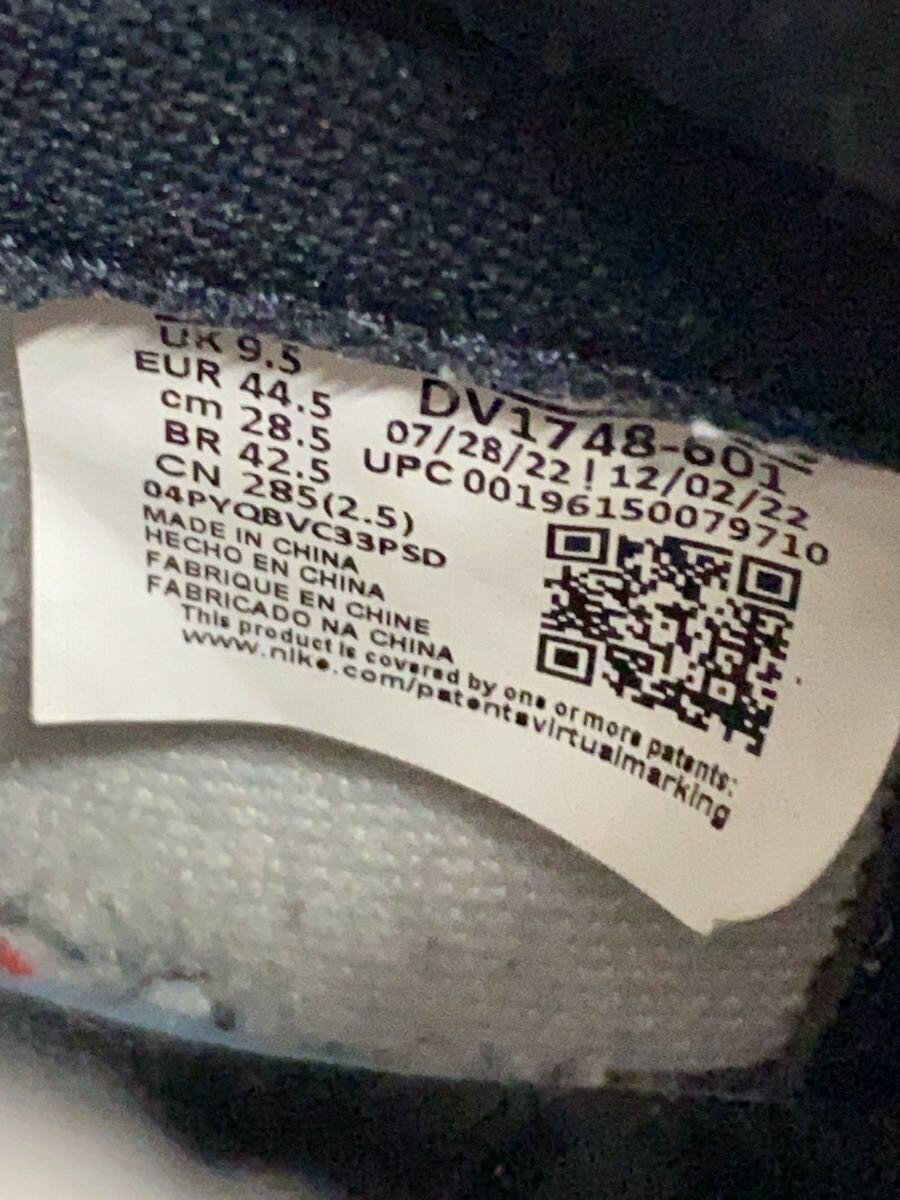 UK 9.5
EUR 44.5
cm 28.5
BR 42.5
CN 285(2.5)
04PYQBVC33PSD
MADE IN CHINA
HECHO EN CHINA
FABRIQUE EN CHINE
FABRICADO NA CHINA
This product is covered by one or more patents:
www.nike.com/patentsvirtualmarking
DV1748-601
07/28/22 ! 12/02/22
UPC 00196150079710